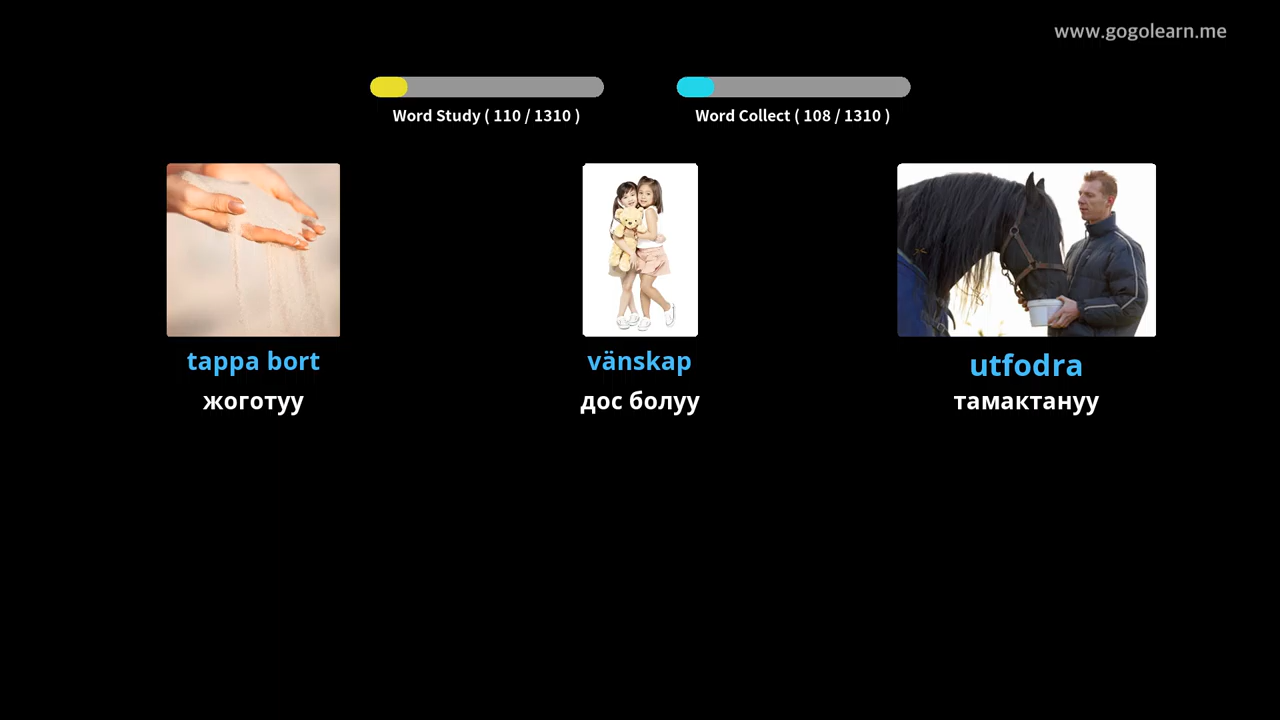 www.gogolearn.me
Word Study ( 110 / 1310 )
Word Collect ( 108 / 1310 )
tappa bort
vänskap
utfodra
жоготуу
дос болуу
тамактануу